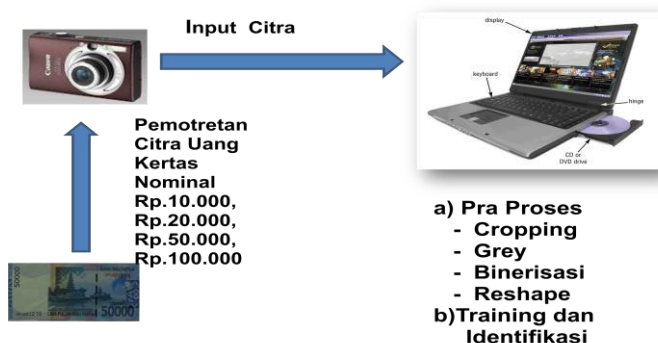 Input Citra
Canon
display
keyboard
hinge
CD or
DVD drive
Pemotretan
Citra Uang
Kertas
Nominal
Rp.10.000,
Rp.20.000,
Rp.50.000,
Rp.100.000
50000
50000
a) Pra Proses
- Cropping
- Grey
- Binerisasi
- Reshape
b)Training dan
Identifikasi